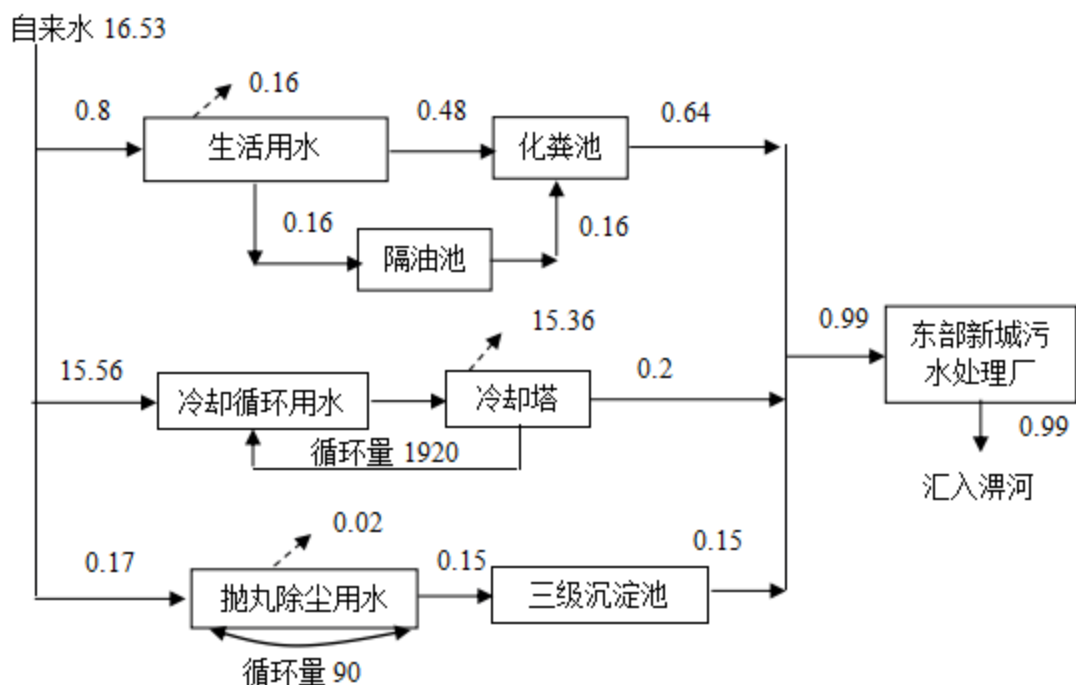 自来水 16.53
0.16
0.8
0.48
0.64
生活用水
化粪池
0.16
0.16
隔油池
15.36
0.99
东部新城污
水处理厂
15.56
0.2
冷却循环用水
冷却塔
0.99
循环量 1920
汇入淠河
0.02
0.17
0.15
0.15
抛丸除尘用水
三级沉淀池
循环量 90